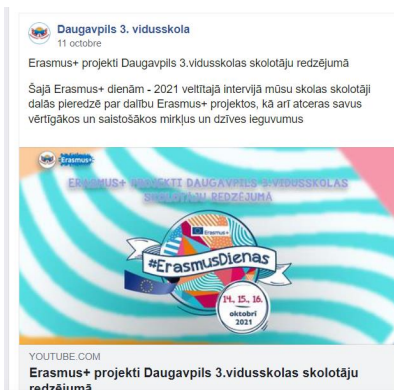 Daugavpils 3. vidusskola
11 octobre
Erasmus+ projekti Daugavpils 3.vidusskolas skolotāju redzējumā
Šajā Erasmus+ dienām - 2021 veltītajā intervijā mūsu skolas skolotāji
dalās pieredzē par dalību Erasmus+ projektos, kā arī atceras savus
vērtīgākos un saistošākos mirkļus un dzīves ieguvumus
Erasmus+
ERASMUS+ PROJEKTI DAUGAVPILS 3.VIDUSSKOLAS
SKOLOTĀJU REDZĒJUMĀ
Erasmus+
#ErasmusDienas
14., 15., 16.
oktobrī
2021
YOUTUBE.COM
Erasmus+ projekti Daugavpils 3.vidusskolas skolotāju
redzējumā